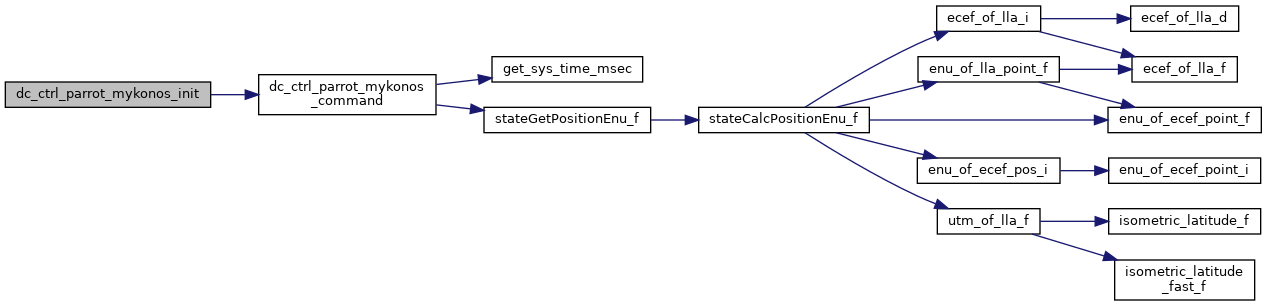 dc_ctrl_parrot_mykonos_init
dc_ctrl_parrot_mykonos
_command
get_sys_time_msec
stateGetPositionEnu_f
stateCalcPositionEnu_f
ecef_of_lla_i
enu_of_lla_point_f
enu_of_ecef_pos_i
utm_of_lla_f
ecef_of_lla_d
ecef_of_lla_f
enu_of_ecef_point_f
enu_of_ecef_point_i
isometric_latitude_f
isometric_latitude
_fast_f